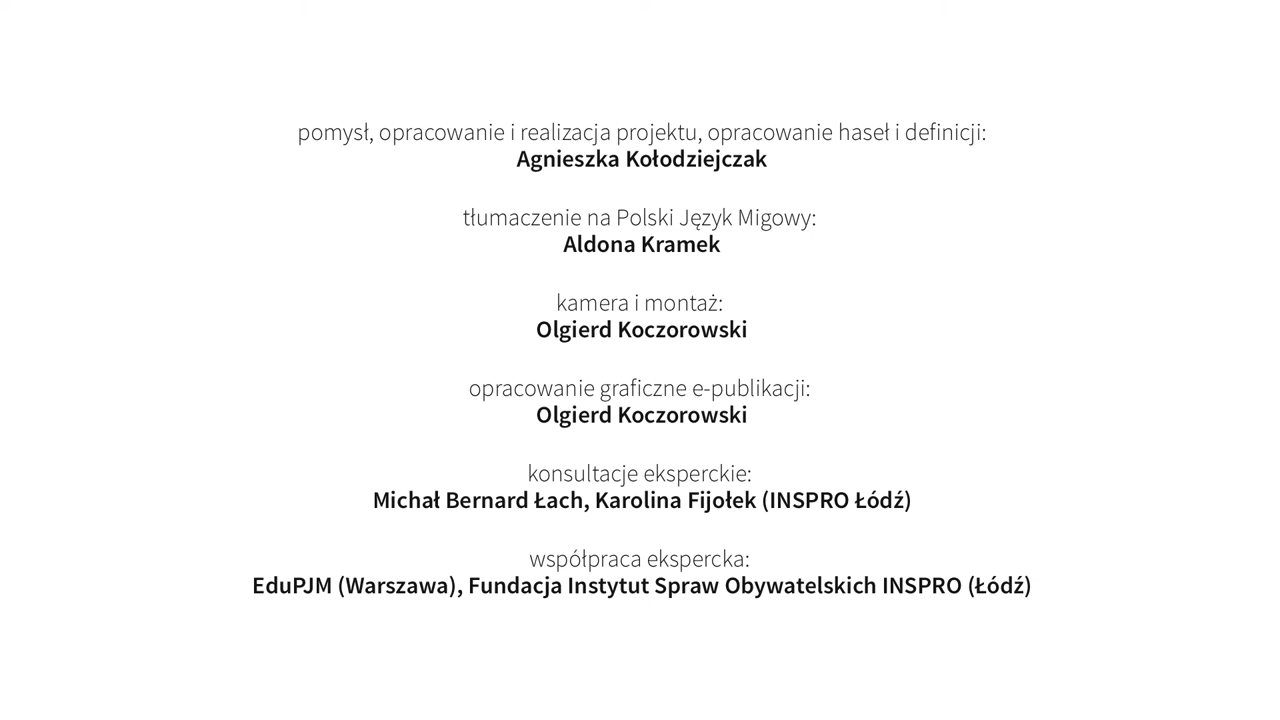 pomysł, opracowanie i realizacja projektu, opracowanie haseł i definicji:
Agnieszka Kołodziejczak
tłumaczenie na Polski Język Migowy:
Aldona Kramek
kamera i montaż:
Olgierd Koczorowski
opracowanie graficzne e-publikacji:
Olgierd Koczorowski
konsultacje eksperckie:
Michał Bernard Łach, Karolina Fijołek (INSPRO Łódź)
współpraca ekspercka:
EduPJM (Warszawa), Fundacja Instytut Spraw Obywatelskich INSPRO (Łódź)